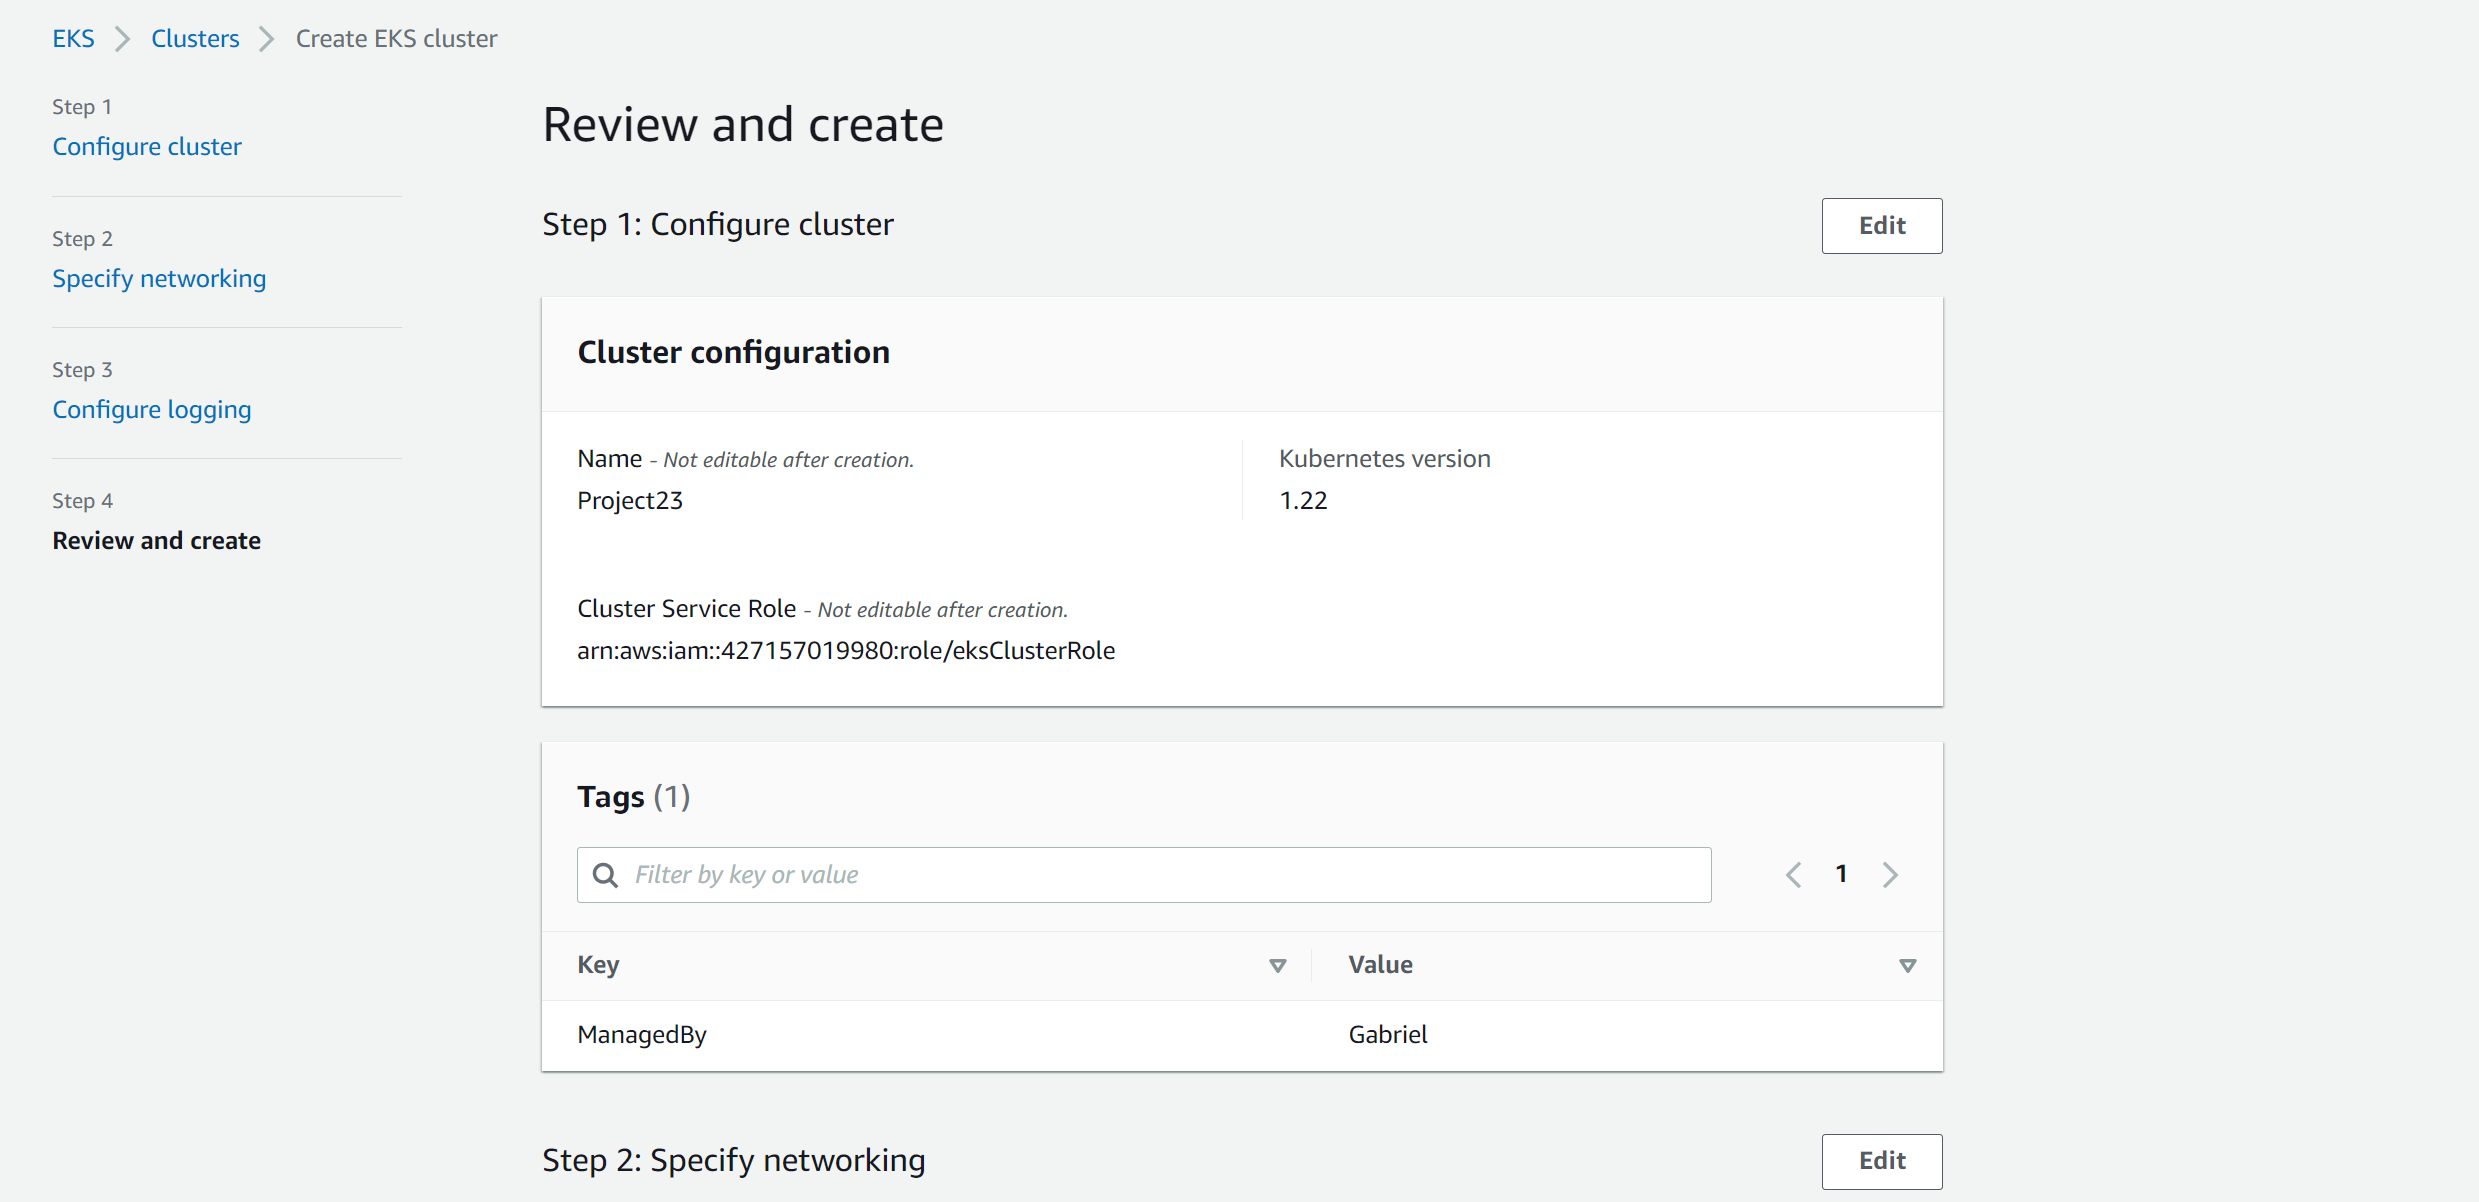 EKS
Clusters
Create EKS cluster
Step 1
Configure cluster
Step 2
Specify networking
Step 3
Configure logging
Step 4
Review and create
Review and create
Step 1: Configure cluster
Edit
Cluster configuration
Name - Not editable after creation.
Project23
Kubernetes version
1.22
Cluster Service Role - Not editable after creation.
arn:aws:iam::427157019980:role/eksClusterRole
Tags (1)
Filter by key or value
1
Key
Value
ManagedBy
Gabriel
Step 2: Specify networking
Edit